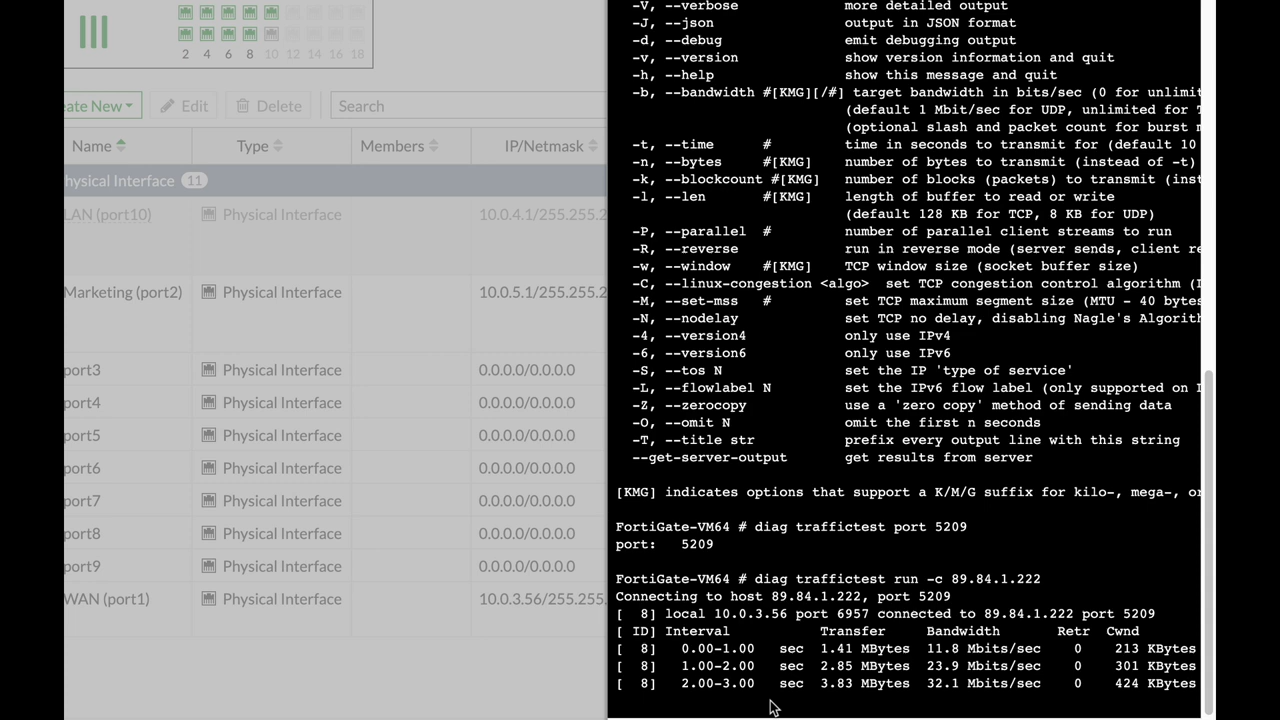 2 4 6 8 10 12 14 16 18
eate New Edit Delete Search
Name Type Members IP/Netmask
hysical Interface 11
LAN (port10) Physical Interface 10.0.4.1/255.255.2
Marketing (port2) Physical Interface 10.0.5.1/255.255.2
port3 Physical Interface 0.0.0.0/0.0.0.0
port4 Physical Interface 0.0.0.0/0.0.0.0
port5 Physical Interface 0.0.0.0/0.0.0.0
port6 Physical Interface 0.0.0.0/0.0.0.0
port7 Physical Interface 0.0.0.0/0.0.0.0
port8 Physical Interface 0.0.0.0/0.0.0.0
port9 Physical Interface 0.0.0.0/0.0.0.0
WAN (port1) Physical Interface 10.0.3.56/255.255.
-V, --verbose more detailed output
-J, --json output in JSON format
-d, --debug emit debugging output
-v, --version show version information and quit
-h, --help show this message and quit
-b, --bandwidth #[KMG][/#] target bandwidth in bits/sec (0 for unlimit
(default 1 Mbit/sec for UDP, unlimited for T
(optional slash and packet count for burst m
-t, --time # time in seconds to transmit for (default 10
-n, --bytes #[KMG] number of bytes to transmit (instead of -t)
-k, --blockcount #[KMG] number of blocks (packets) to transmit (inst
-l, --len #[KMG] length of buffer to read or write
(default 128 KB for TCP, 8 KB for UDP)
-P, --parallel # number of parallel client streams to run
-R, --reverse run in reverse mode (server sends, client re
-w, --window #[KMG] TCP window size (socket buffer size)
-C, --linux-congestion <algo> set TCP congestion control algorithm (L
-M, --set-mss # set TCP maximum segment size (MTU - 40 bytes
-N, --nodelay set TCP no delay, disabling Nagle's Algorith
-4, --version4 only use IPv4
-6, --version6 only use IPv6
-S, --tos N set the IP 'type of service'
-L, --flowlabel N set the IPv6 flow label (only supported on L
-Z, --zerocopy use a 'zero copy' method of sending data
-O, --omit N omit the first n seconds
-T, --title str prefix every output line with this string
--get-server-output get results from server
[KMG] indicates options that support a K/M/G suffix for kilo-, mega-, or
FortiGate-VM64 # diag traffictest port 5209
port: 5209
FortiGate-VM64 # diag traffictest run -c 89.84.1.222
Connecting to host 89.84.1.222, port 5209
[ 8] local 10.0.3.56 port 6957 connected to 89.84.1.222 port 5209
[ ID] Interval Transfer Bandwidth Retr Cwnd
[ 8] 0.00-1.00 sec 1.41 MBytes 11.8 Mbits/sec 0 213 KBytes
[ 8] 1.00-2.00 sec 2.85 MBytes 23.9 Mbits/sec 0 301 KBytes
[ 8] 2.00-3.00 sec 3.83 MBytes 32.1 Mbits/sec 0 424 KBytes